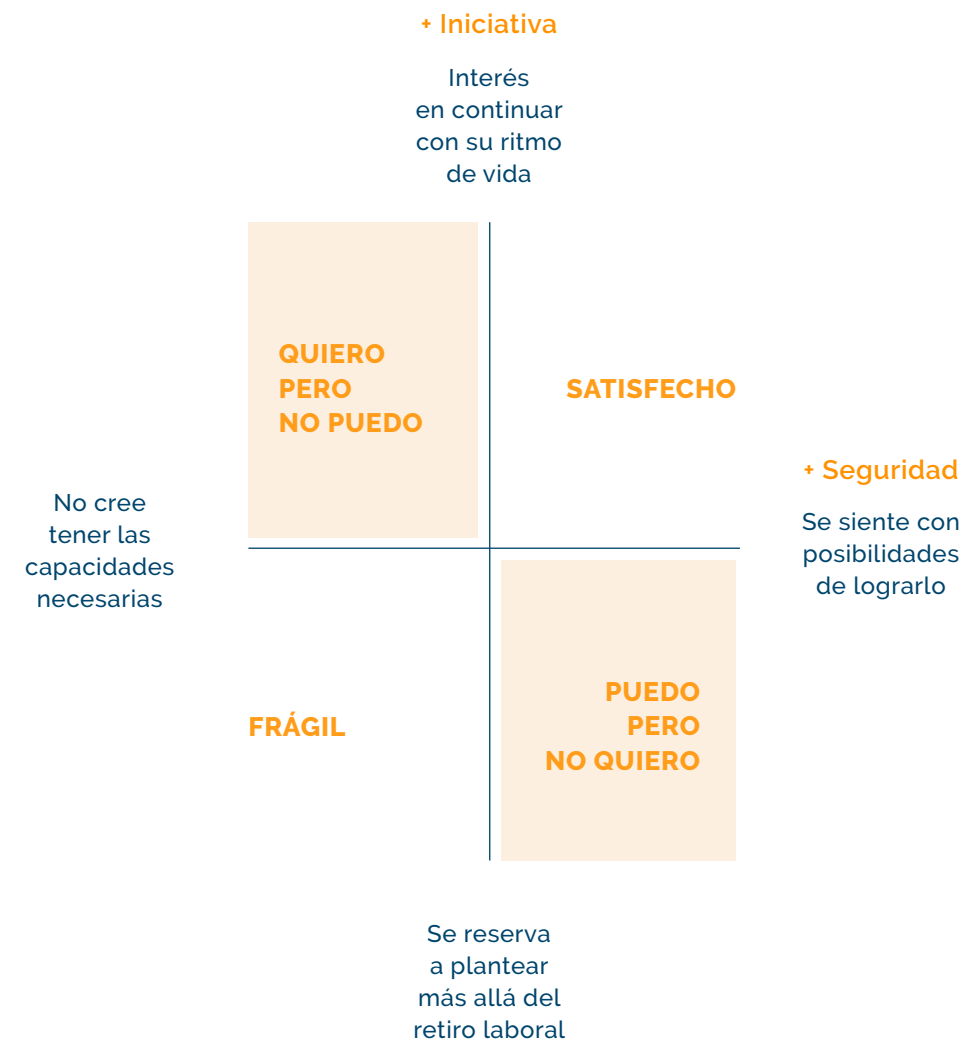 + Iniciativa
Interés
en continuar
con su ritmo
de vida
QUIERO
PERO
NO PUEDO
SATISFECHO
No cree
tener las
capacidades
necesarias
+ Seguridad
Se siente con
posibilidades
de lograrlo
FRÁGIL
PUEDO
PERO
NO QUIERO
Se reserva
a plantear
más allá del
retiro laboral